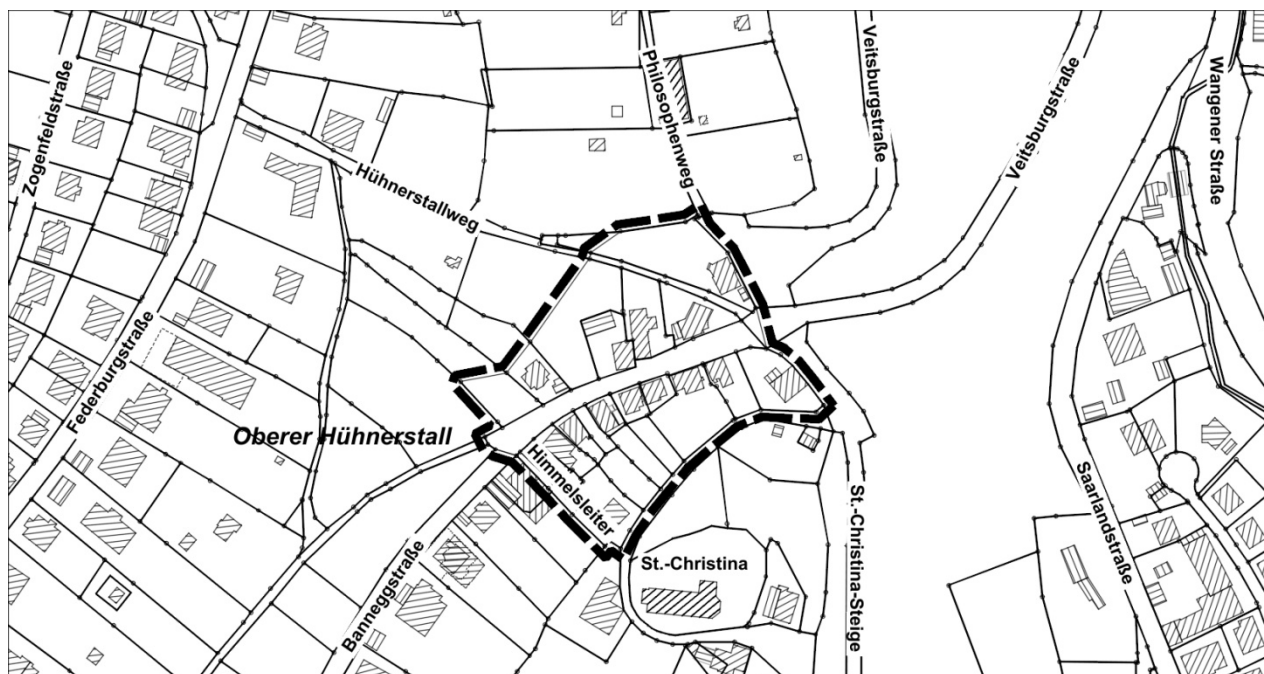 Zogenfeldstraße
Philosophenweg
Veitsburgstraße
Veitsburgstraße
Wangener Straße
Hühnerstallweg
Federburgstraße
Oberer Hühnerstall
Himmelsleiter
Banneggstraße
St.-Christina
St.-Christina-Steige
Saarlandstraße